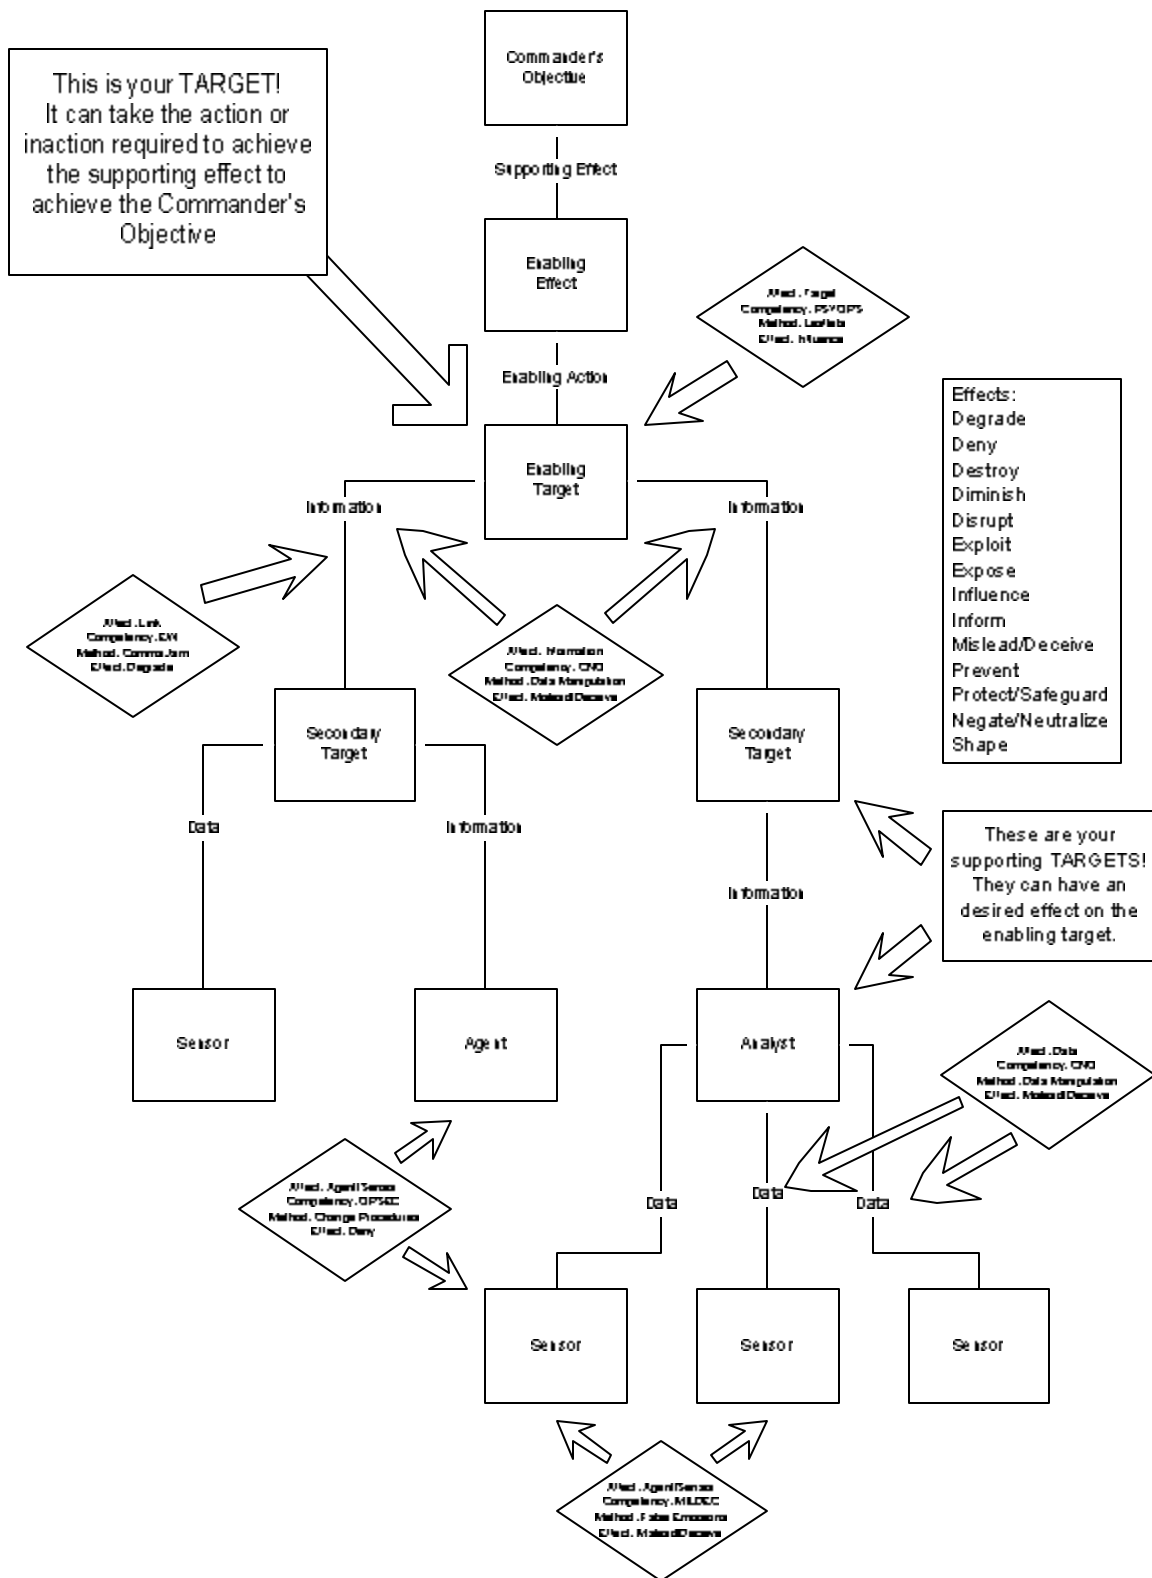 Commander's
Objective
This is your TARGET!
It can take the action or
inaction required to achieve
the supporting effect to
achieve the Commander's
Objective
Supporting Effect
Enabling
Effect
Affect: Target
Competency: PSYOPS
Method: Leaflets
Effect: Influence
Enabling Action
Effects:
Degrade
Deny
Destroy
Diminish
Disrupt
Exploit
Expose
Influence
Inform
Mislead/Deceive
Prevent
Protect/Safeguard
Negate/Neutralize
Shape
Enabling
Target
Information
Information
Affect: Link
Competency: EW
Method: Comms Jam
Effect: Degrade
Affect: Information
Competency: CNO
Method: Data Manipulation
Effect: Mislead/Deceive
Secondary
Target
Secondary
Target
Data
Information
These are your
supporting TARGETS!
They can have an
desired effect on the
enabling target.
Information
Sensor
Agent
Analyst
Affect: Data
Competency: CNO
Method: Data Manipulation
Effect: Mislead/Deceive
Affect: Agent/Sensor
Competency: OPSEC
Method: Change Procedures
Effect: Deny
Data
Data
Data
Sensor
Sensor
Sensor
Affect: Agent/Sensor
Competency: MILDEC
Method: False Emissions
Effect: Mislead/Deceive